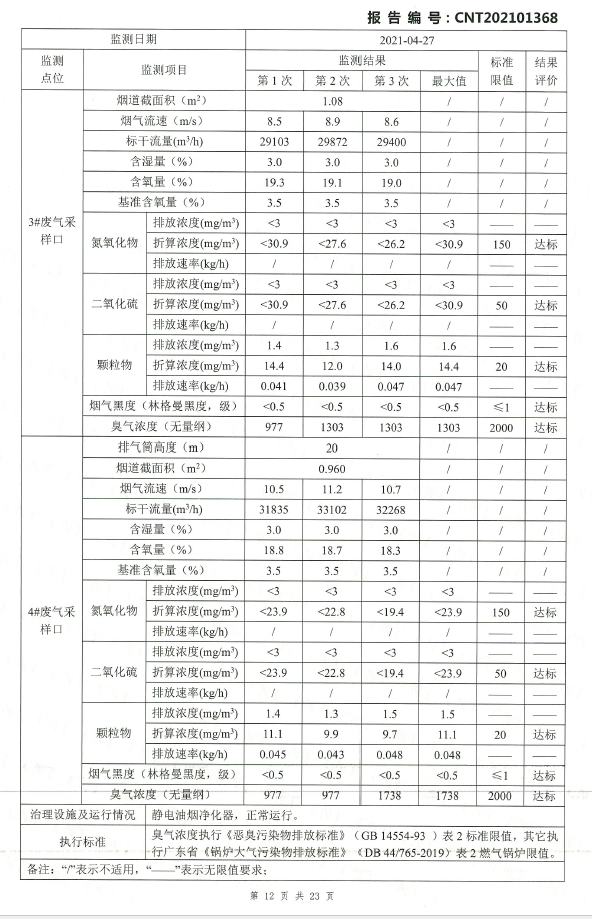 报告编号:CNT202101368
监测日期 2021-04-27
监测点位 监测项目 监测结果 标准限值 结果评价
第1次 第2次 第3次 最大值
3#废气采样口
烟道截面积（m²） 1.08 / / /
烟气流速（m/s） 8.5 8.9 8.6 / / /
标干流量(m³/h) 29103 29872 29400 / / /
含湿量（%） 3.0 3.0 3.0 / / /
含氧量（%） 19.3 19.1 19.0 / / /
基准含氧量（%） 3.5 3.5 3.5 / / /
氮氧化物
排放浓度(mg/m³) <3 <3 <3 <3 —— ——
折算浓度(mg/m³) <30.9 <27.6 <26.2 <30.9 150 达标
排放速率(kg/h) / / / / —— ——
二氧化硫
排放浓度(mg/m³) <3 <3 <3 <3 —— ——
折算浓度(mg/m³) <30.9 <27.6 <26.2 <30.9 50 达标
排放速率(kg/h) / / / / —— ——
颗粒物
排放浓度(mg/m³) 1.4 1.3 1.6 1.6 —— ——
折算浓度(mg/m³) 14.4 12.0 14.0 14.4 20 达标
排放速率(kg/h) 0.041 0.039 0.047 0.047 —— ——
烟气黑度（林格曼黑度，级） <0.5 <0.5 <0.5 <0.5 ≤1 达标
臭气浓度（无量纲） 977 1303 1303 1303 2000 达标
4#废气采样口
排气筒高度（m） 20 / / /
烟道截面积（m²） 0.960 / / /
烟气流速（m/s） 10.5 11.2 10.7 / / /
标干流量(m³/h) 31835 33102 32268 / / /
含湿量（%） 3.0 3.0 3.0 / / /
含氧量（%） 18.8 18.7 18.3 / / /
基准含氧量（%） 3.5 3.5 3.5 / / /
氮氧化物
排放浓度(mg/m³) <3 <3 <3 <3 —— ——
折算浓度(mg/m³) <23.9 <22.8 <19.4 <23.9 150 达标
排放速率(kg/h) / / / / —— ——
二氧化硫
排放浓度(mg/m³) <3 <3 <3 <3 —— ——
折算浓度(mg/m³) <23.9 <22.8 <19.4 <23.9 50 达标
排放速率(kg/h) / / / / —— ——
颗粒物
排放浓度(mg/m³) 1.4 1.3 1.5 1.5 —— ——
折算浓度(mg/m³) 11.1 9.9 9.7 11.1 20 达标
排放速率(kg/h) 0.045 0.043 0.048 0.048 —— ——
烟气黑度（林格曼黑度，级） <0.5 <0.5 <0.5 <0.5 ≤1 达标
臭气浓度（无量纲） 977 977 1738 1738 2000 达标
治理设施及运行情况 静电油烟净化器，正常运行。
执行标准 臭气浓度执行《恶臭污染物排放标准》（GB 14554-93 ）表 2 标准限值，其它执
行广东省《锅炉大气污染物排放标准》（DB 44/765-2019）表 2 燃气锅炉限值。
备注：“/”表示不适用，“——”表示无限值要求；
第 12 页 共 23 页